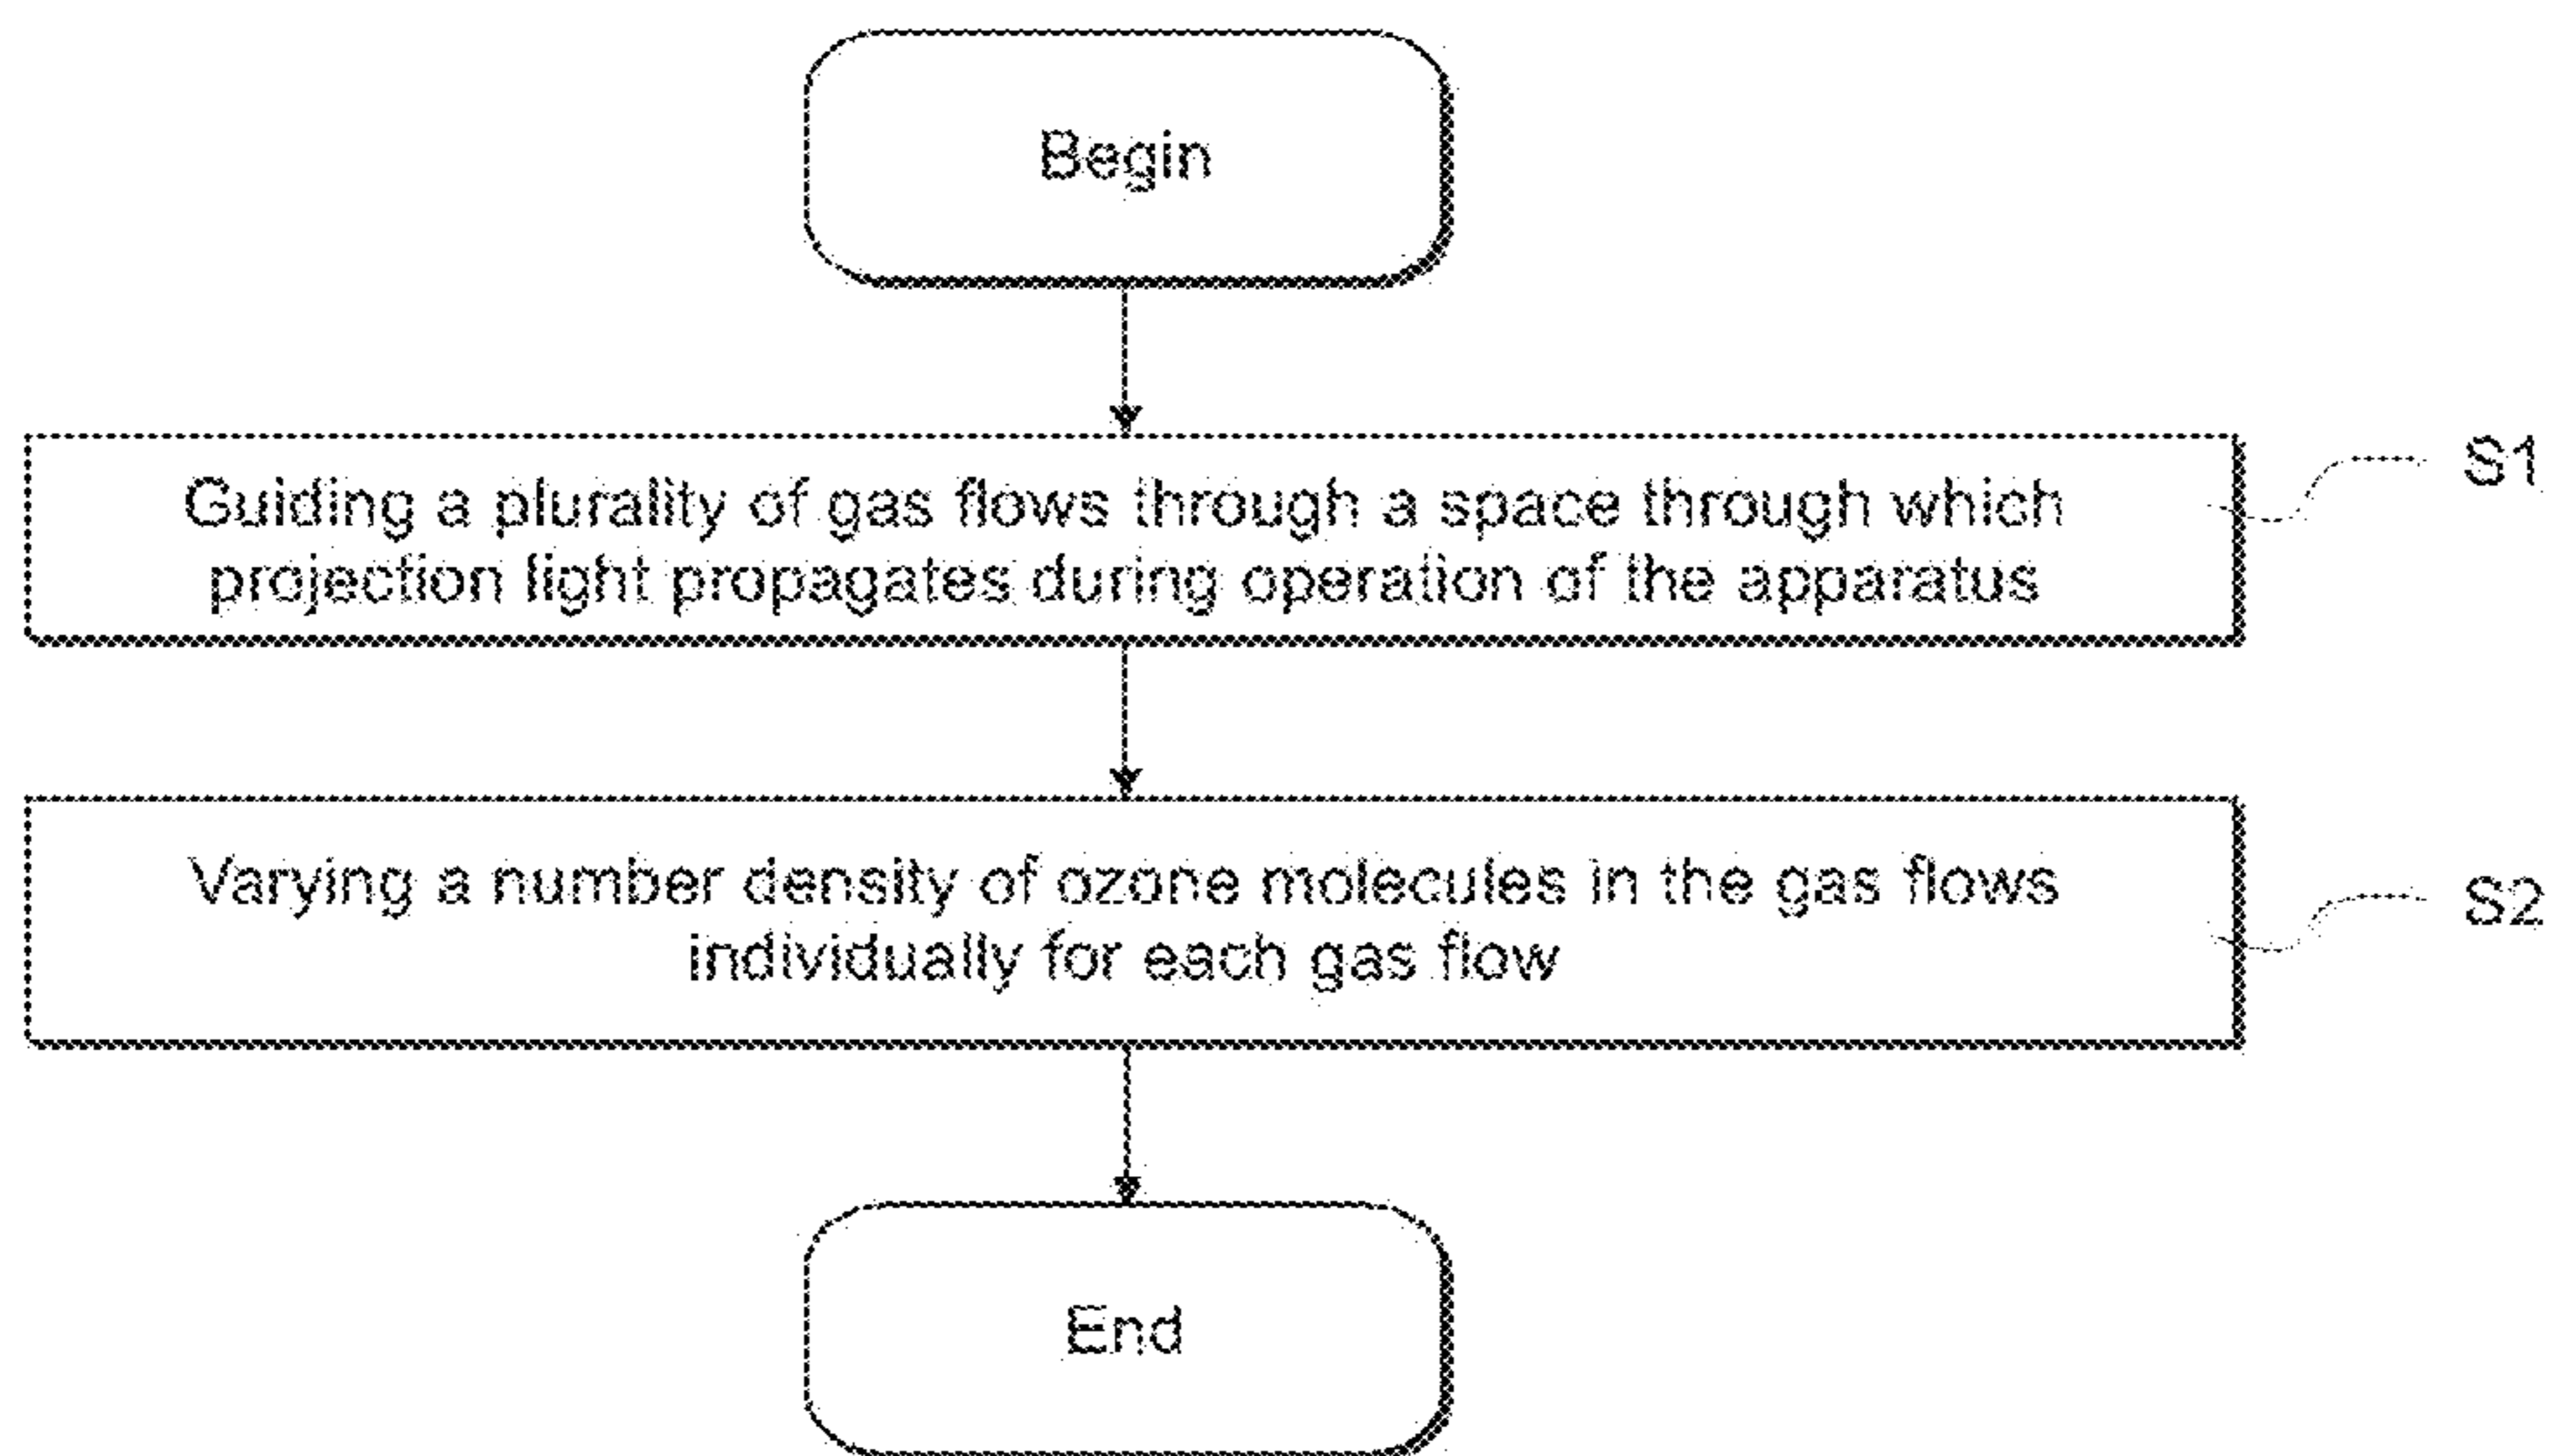 Begin
Guiding a plurality of gas flows through a space through which
projection light propagates during operation of the apparatus
S1
Varying a number density of ozone molecules in the gas flows
individually for each gas flow
S2
End